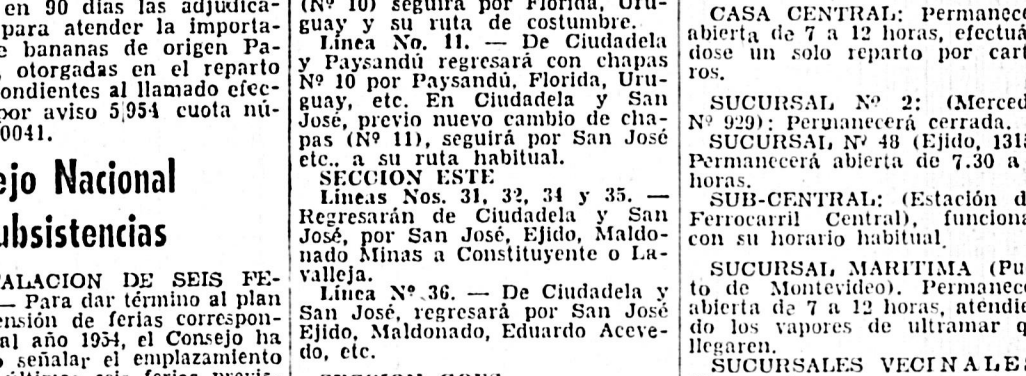 en 90 días las adjudica-
para atender la importa-
bananas de origen Pa-
, otorgadas en el reparto
pondientes al llamado efec-
por aviso 5,954 cuota nú-
0041.
ejo Nacional
ubsistencias
ALACION DE SEIS FE-
— Para dar término al plan
ensión de ferias correspon-
al año 1954, el Consejo ha
señalar el emplazamiento
(Nº 10) seguirá por Florida, Uru-
guay y su ruta de costumbre.
Línea No. 11. — De Ciudadela
y Paysandú regresará con chapas
Nº 10 por Paysandú, Florida, Uru-
guay, etc. En Ciudadela y San
José, previo nuevo cambio de cha-
pas (Nº 11), seguirá por San José
etc., a su ruta habitual.
SECCION ESTE
Líneas Nos. 31, 32, 34 y 35. —
Regresarán de Ciudadela y San
José, por San José, Ejido, Maldo-
nado Minas a Constituyente o La-
valleja.
Línea Nº 36. — De Ciudadela y
San José, regresará por San José
Ejido, Maldonado, Eduardo Aceve-
do, etc.
CASA CENTRAL: Permanece
abierta de 7 a 12 horas, efectuá
dose un solo reparto por cart
ros.
SUCURSAL Nº 2: (Merced
Nº 929): Permanecerá cerrada.
SUCURSAL Nº 48 (Ejido, 1315
Permanecerá abierta de 7.30 a
horas.
SUB-CENTRAL: (Estación d
Ferrocarril Central), funciona
con su horario habitual.
SUCURSAL MARITIMA (Pu
to de Montevideo). Permanece
abierta de 7 a 12 horas, atendie
do los vapores de ultramar q
llegaren.
SUCURSALES VECINALES